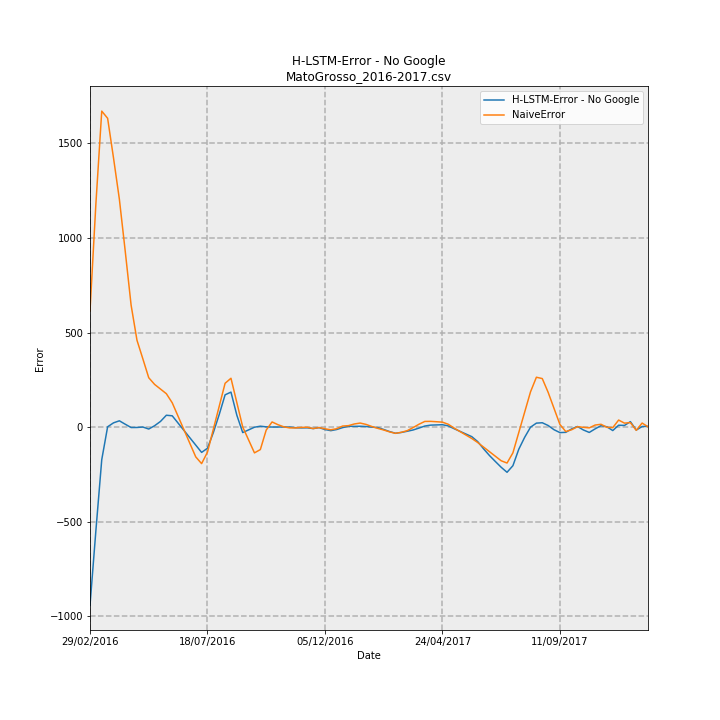 H-LSTM-Error - No Google
MatoGrosso_2016-2017.csv
H-LSTM-Error - No Google
NaiveError
1500
1000
500
0
−500
−1000
Error
29/02/2016 18/07/2016 05/12/2016 24/04/2017 11/09/2017
Date